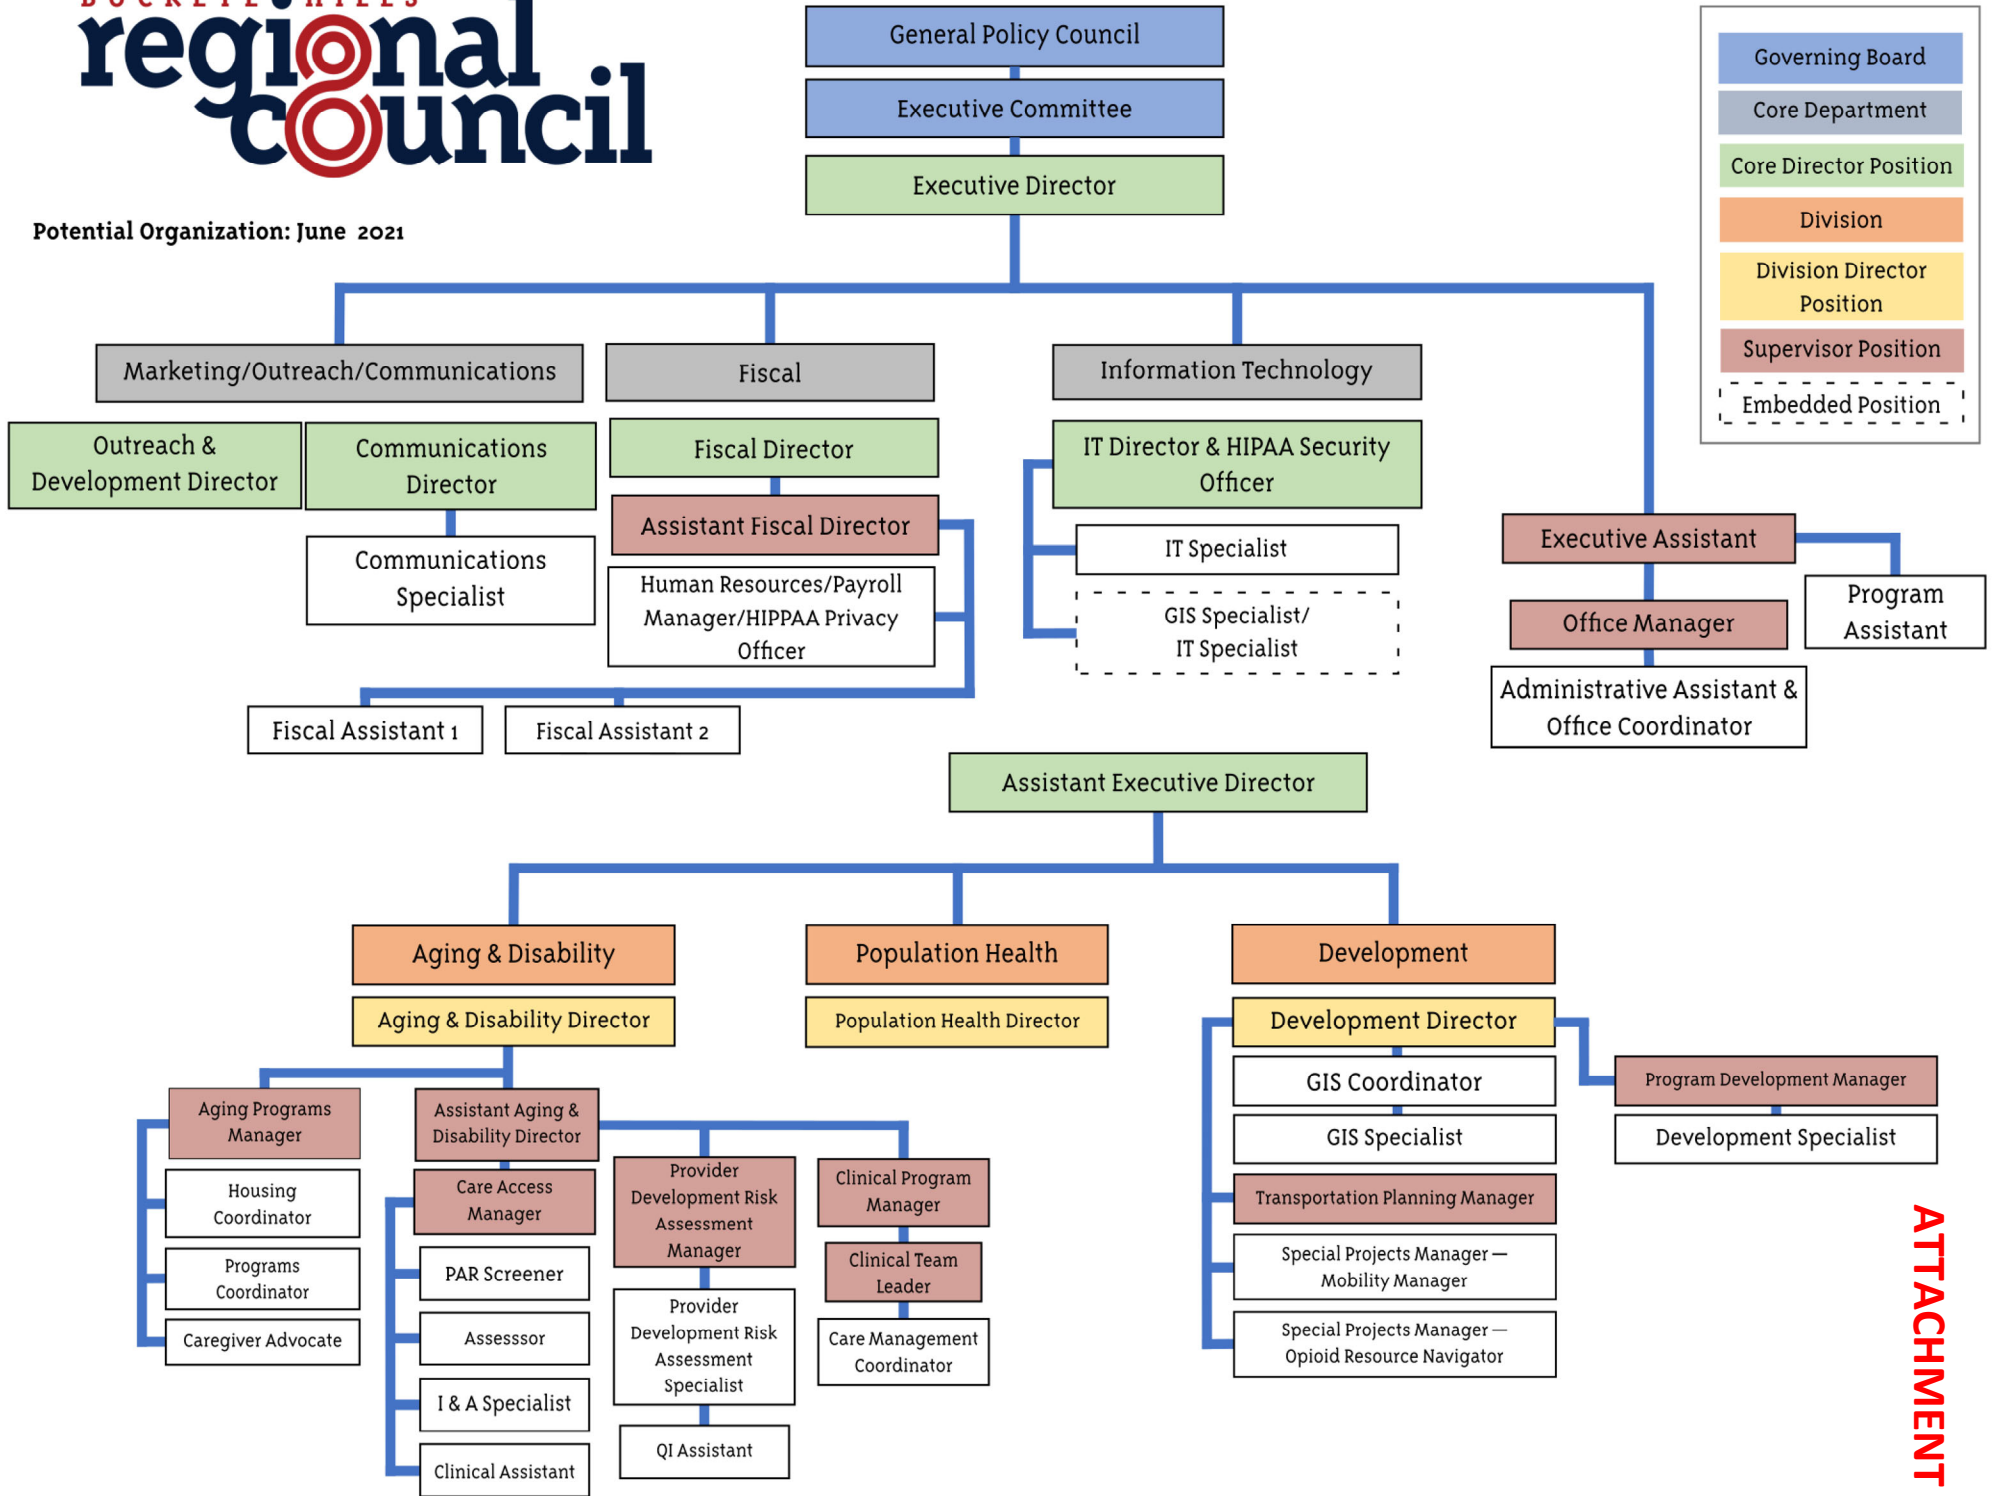 BUCKEYE HILLS
regional
council
Potential Organization: June 2021
General Policy Council
Executive Committee
Executive Director
Governing Board
Core Department
Core Director Position
Division
Division Director
Position
Supervisor Position
Embedded Position
Marketing/Outreach/Communications
Fiscal
Information Technology
Outreach &
Development Director
Communications
Director
Communications
Specialist
Fiscal Director
Assistant Fiscal Director
Human Resources/Payroll
Manager/HIPPAA Privacy
Officer
Fiscal Assistant 1
Fiscal Assistant 2
IT Director & HIPAA Security
Officer
IT Specialist
GIS Specialist/
IT Specialist
Executive Assistant
Office Manager
Program
Assistant
Administrative Assistant &
Office Coordinator
Assistant Executive Director
Aging & Disability
Population Health
Development
Aging & Disability Director
Population Health Director
Development Director
Aging Programs
Manager
Housing
Coordinator
Programs
Coordinator
Caregiver Advocate
Assistant Aging &
Disability Director
Care Access
Manager
PAR Screener
Assesssor
I & A Specialist
Clinical Assistant
Provider
Development Risk
Assessment
Manager
Provider
Development Risk
Assessment
Specialist
QI Assistant
Clinical Program
Manager
Clinical Team
Leader
Care Management
Coordinator
GIS Coordinator
GIS Specialist
Transportation Planning Manager
Special Projects Manager —
Mobility Manager
Special Projects Manager —
Opioid Resource Navigator
Program Development Manager
Development Specialist
ATTACHMENT